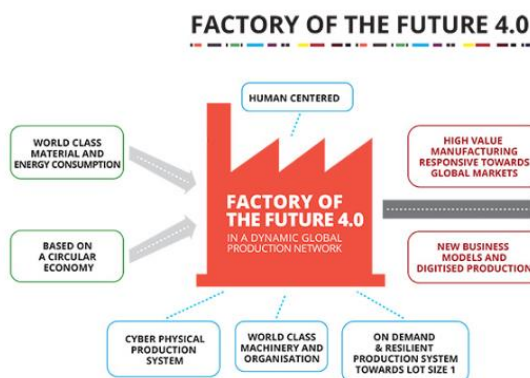 FACTORY OF THE FUTURE 4.0
HUMAN CENTERED
WORLD CLASS
MATERIAL AND
ENERGY CONSUMPTION
HIGH VALUE
MANUFACTURING
RESPONSIVE TOWARDS
GLOBAL MARKETS
FACTORY OF
THE FUTURE 4.0
IN A DYNAMIC GLOBAL
PRODUCTION NETWORK
BASED ON
A CIRCULAR
ECONOMY
NEW BUSINESS
MODELS AND
DIGITISED PRODUCTION
CYBER PHYSICAL
PRODUCTION
SYSTEM
WORLD CLASS
MACHINERY AND
ORGANISATION
ON DEMAND
& RESILIENT
PRODUCTION SYSTEM
TOWARDS LOT SIZE 1